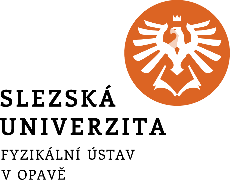 SLEZSKÁ
UNIVERZITA
FYZIKÁLNÍ ÚSTAV
V OPAVĚ